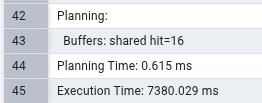 42 Planning:
43 Buffers: shared hit=16
44 Planning Time: 0.615 ms
45 Execution Time: 7380.029 ms